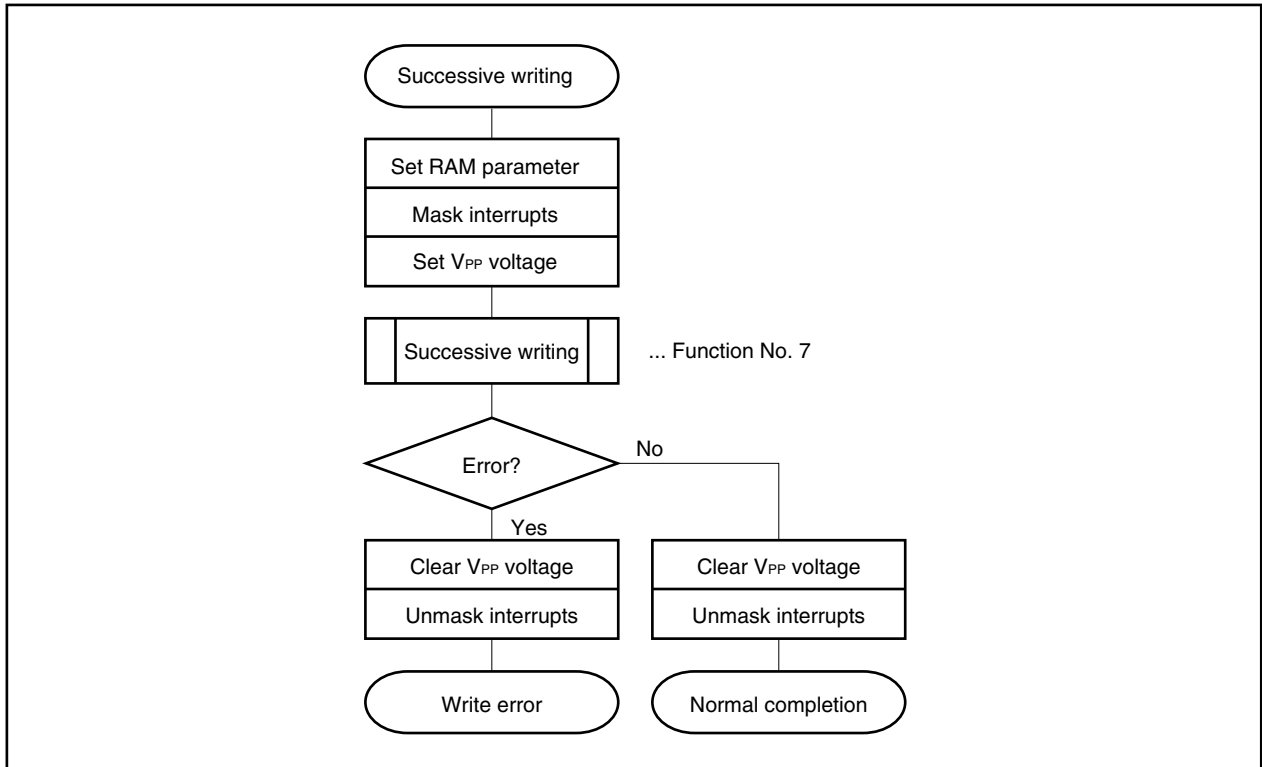 Successive writing
Set RAM parameter
Mask interrupts
Set VPP voltage
Successive writing
... Function No. 7
Error?
No
Yes
Clear VPP voltage
Unmask interrupts
Write error
Clear VPP voltage
Unmask interrupts
Normal completion